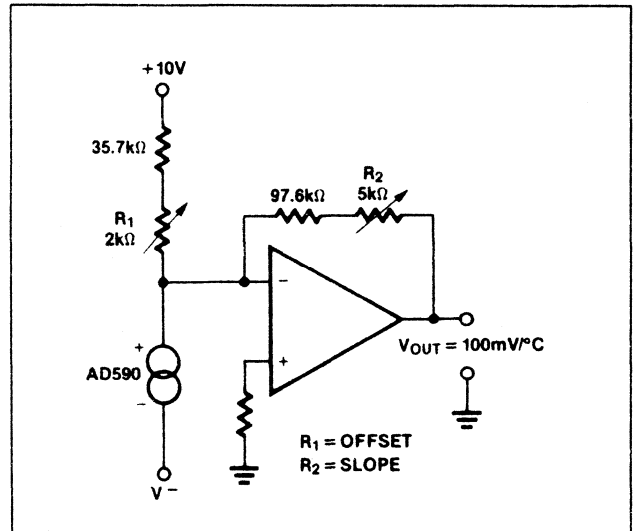 +10V
35.7kΩ
R₁
2kΩ
97.6kΩ
R₂
5kΩ
−
+
VOUT = 100mV/°C
+
AD590
−
R₁ = OFFSET
R₂ = SLOPE
V −